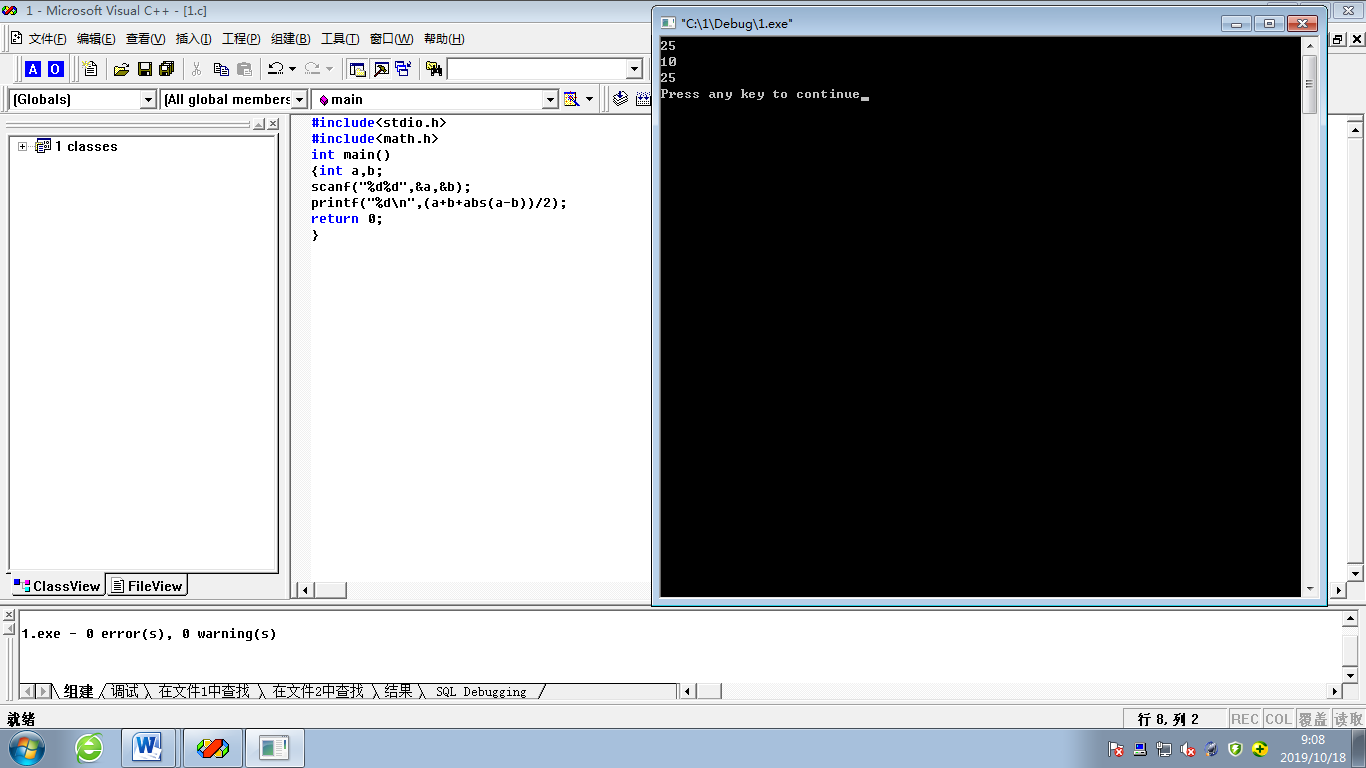 1 - Microsoft Visual C++ - [1.c]
文件(F) 编辑(E) 查看(V) 插入(I) 工程(P) 组建(B) 工具(T) 窗口(W) 帮助(H)
A O
(Globals) (All global members main
1 classes
ClassView FileView
#include<stdio.h>
#include<math.h>
int main()
{int a,b;
scanf("%d%d",&a,&b);
printf("%d\n",(a+b+abs(a-b))/2);
return 0;
}
"C:\1\Debug\1.exe"
25
10
25
Press any key to continue
1.exe - 0 error(s), 0 warning(s)
组建 调试 在文件1中查找 在文件2中查找 结果 SQL Debugging
就绪
行 8, 列 2 REC COL 覆盖 读取
9:08
2019/10/18